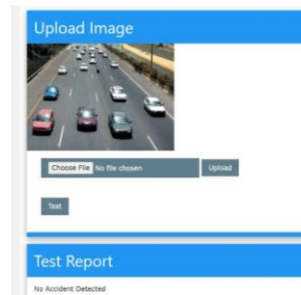 Upload Image
Choose File No file chosen Upload
Test
Test Report
No Accident Detected